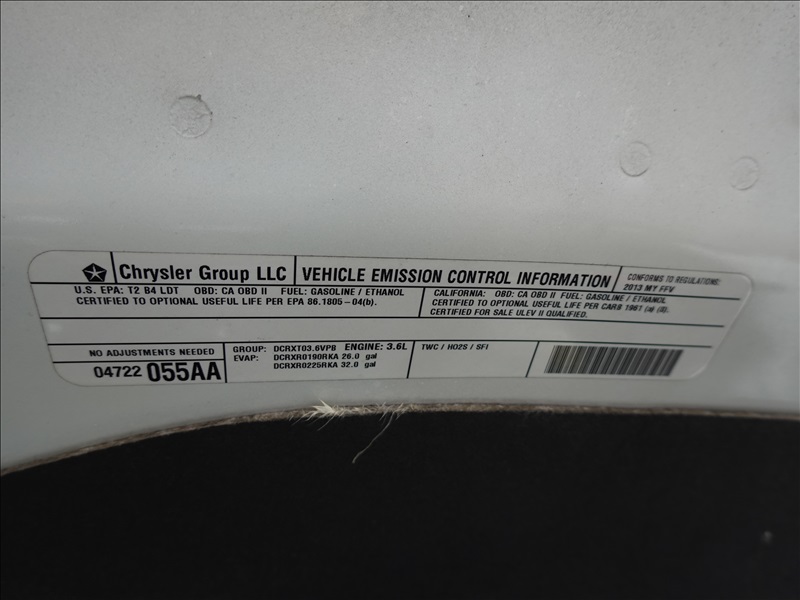 Chrysler Group LLC
VEHICLE EMISSION CONTROL INFORMATION
CONFORMS TO REGULATIONS:
2013 MY FFV
U.S. EPA: T2 B4 LDT OBD: CA OBD II FUEL: GASOLINE / ETHANOL
CERTIFIED TO OPTIONAL USEFUL LIFE PER EPA 86.1805-04(b).
CALIFORNIA: OBD: CA OBD II FUEL: GASOLINE / ETHANOL
CERTIFIED TO OPTIONAL USEFUL LIFE PER CARB 1961 (a) (8).
CERTIFIED FOR SALE ULEV II QUALIFIED.
NO ADJUSTMENTS NEEDED
04722 055AA
GROUP: DCRXT03.6VP8 ENGINE: 3.6L
EVAP: DCRXR0190RKA 26.0 gal
DCRXR0225RKA 32.0 gal
TWC / HO2S / SFI